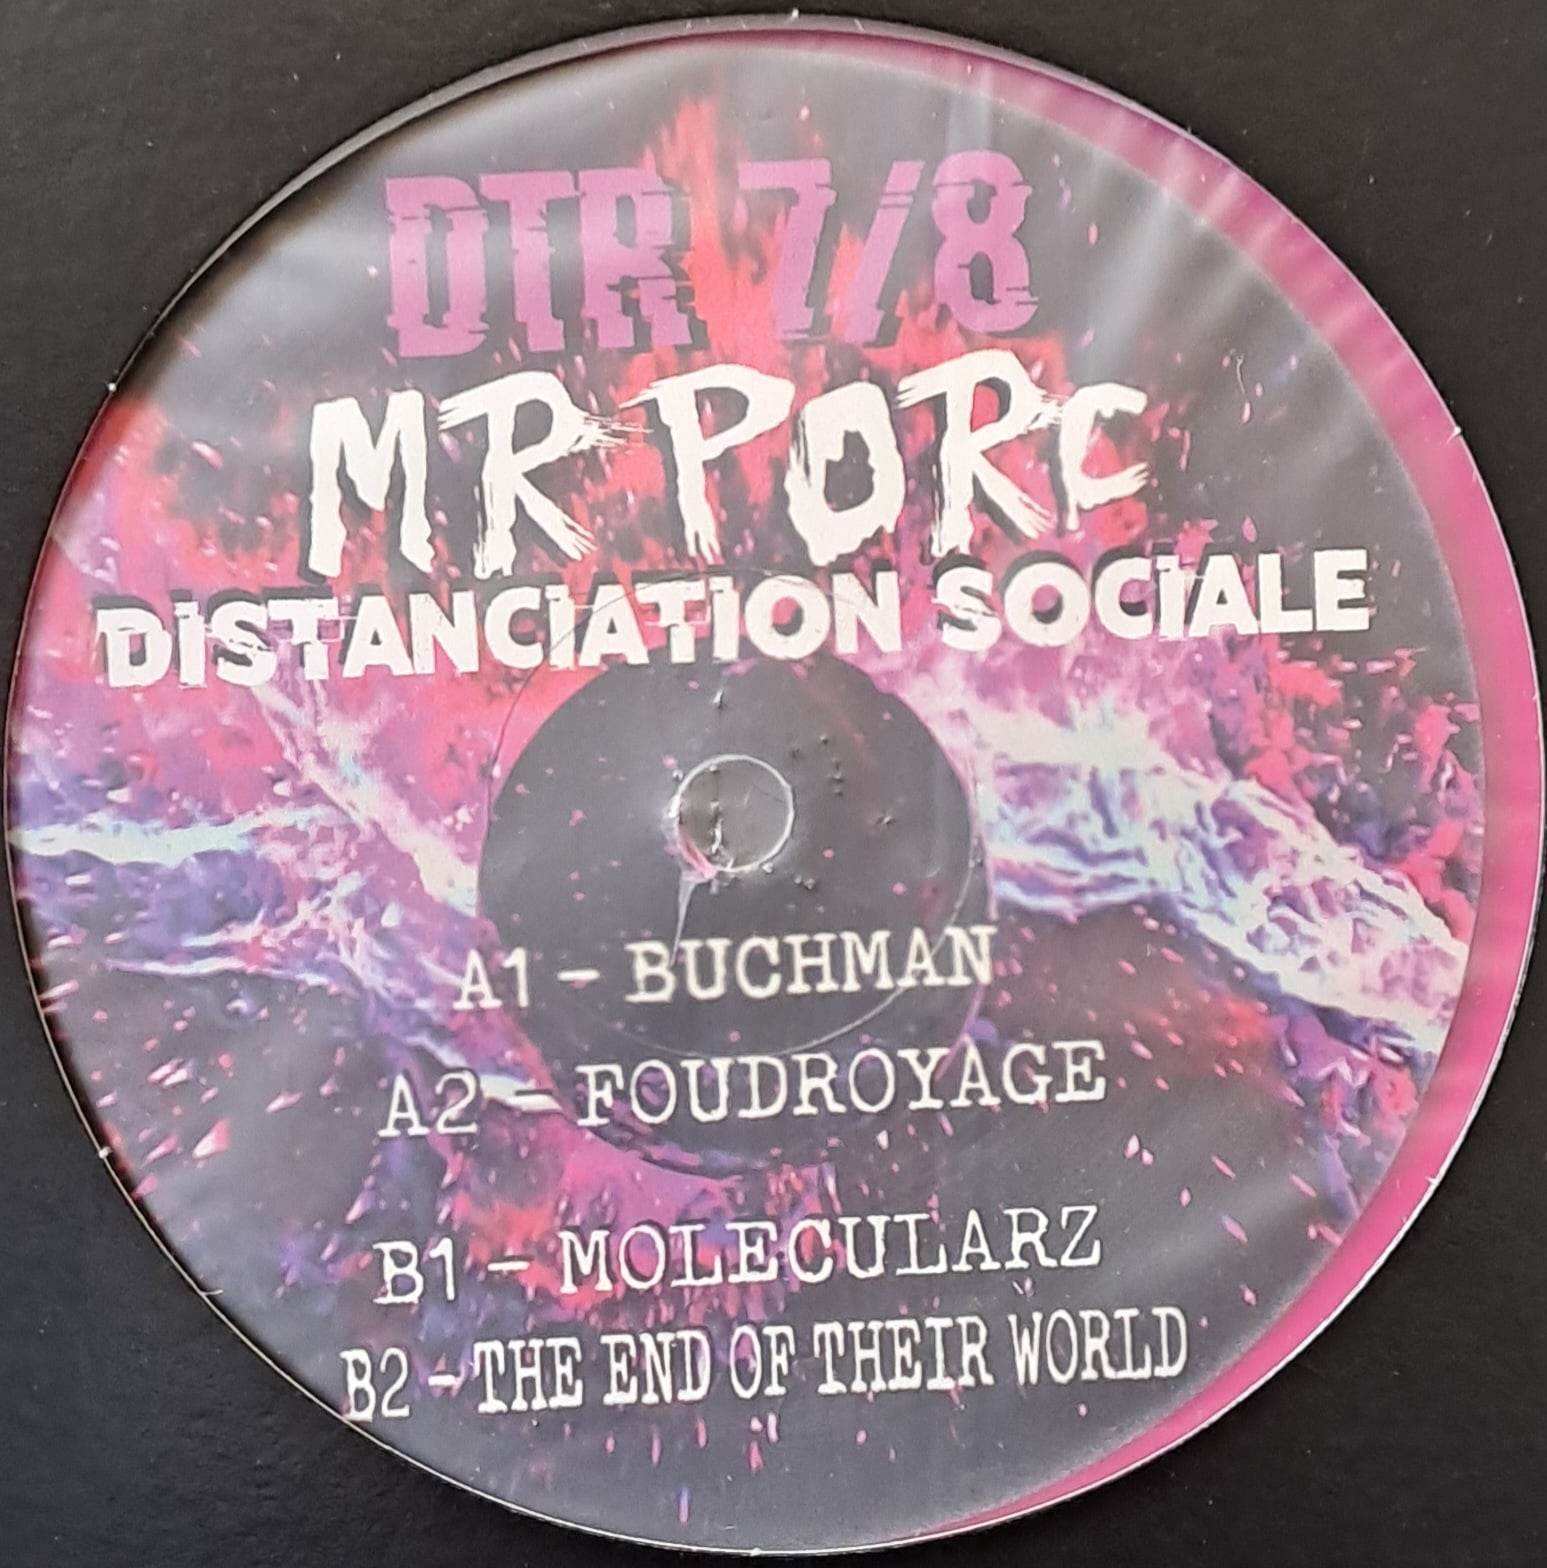 DTR 7/8
MR PORC
DISTANCIATION SOCIALE
A1 - BUCHMAN
A2 - FOUDROYAGE
B1 - MOLECULARZ
B2 - THE END OF THEIR WORLD